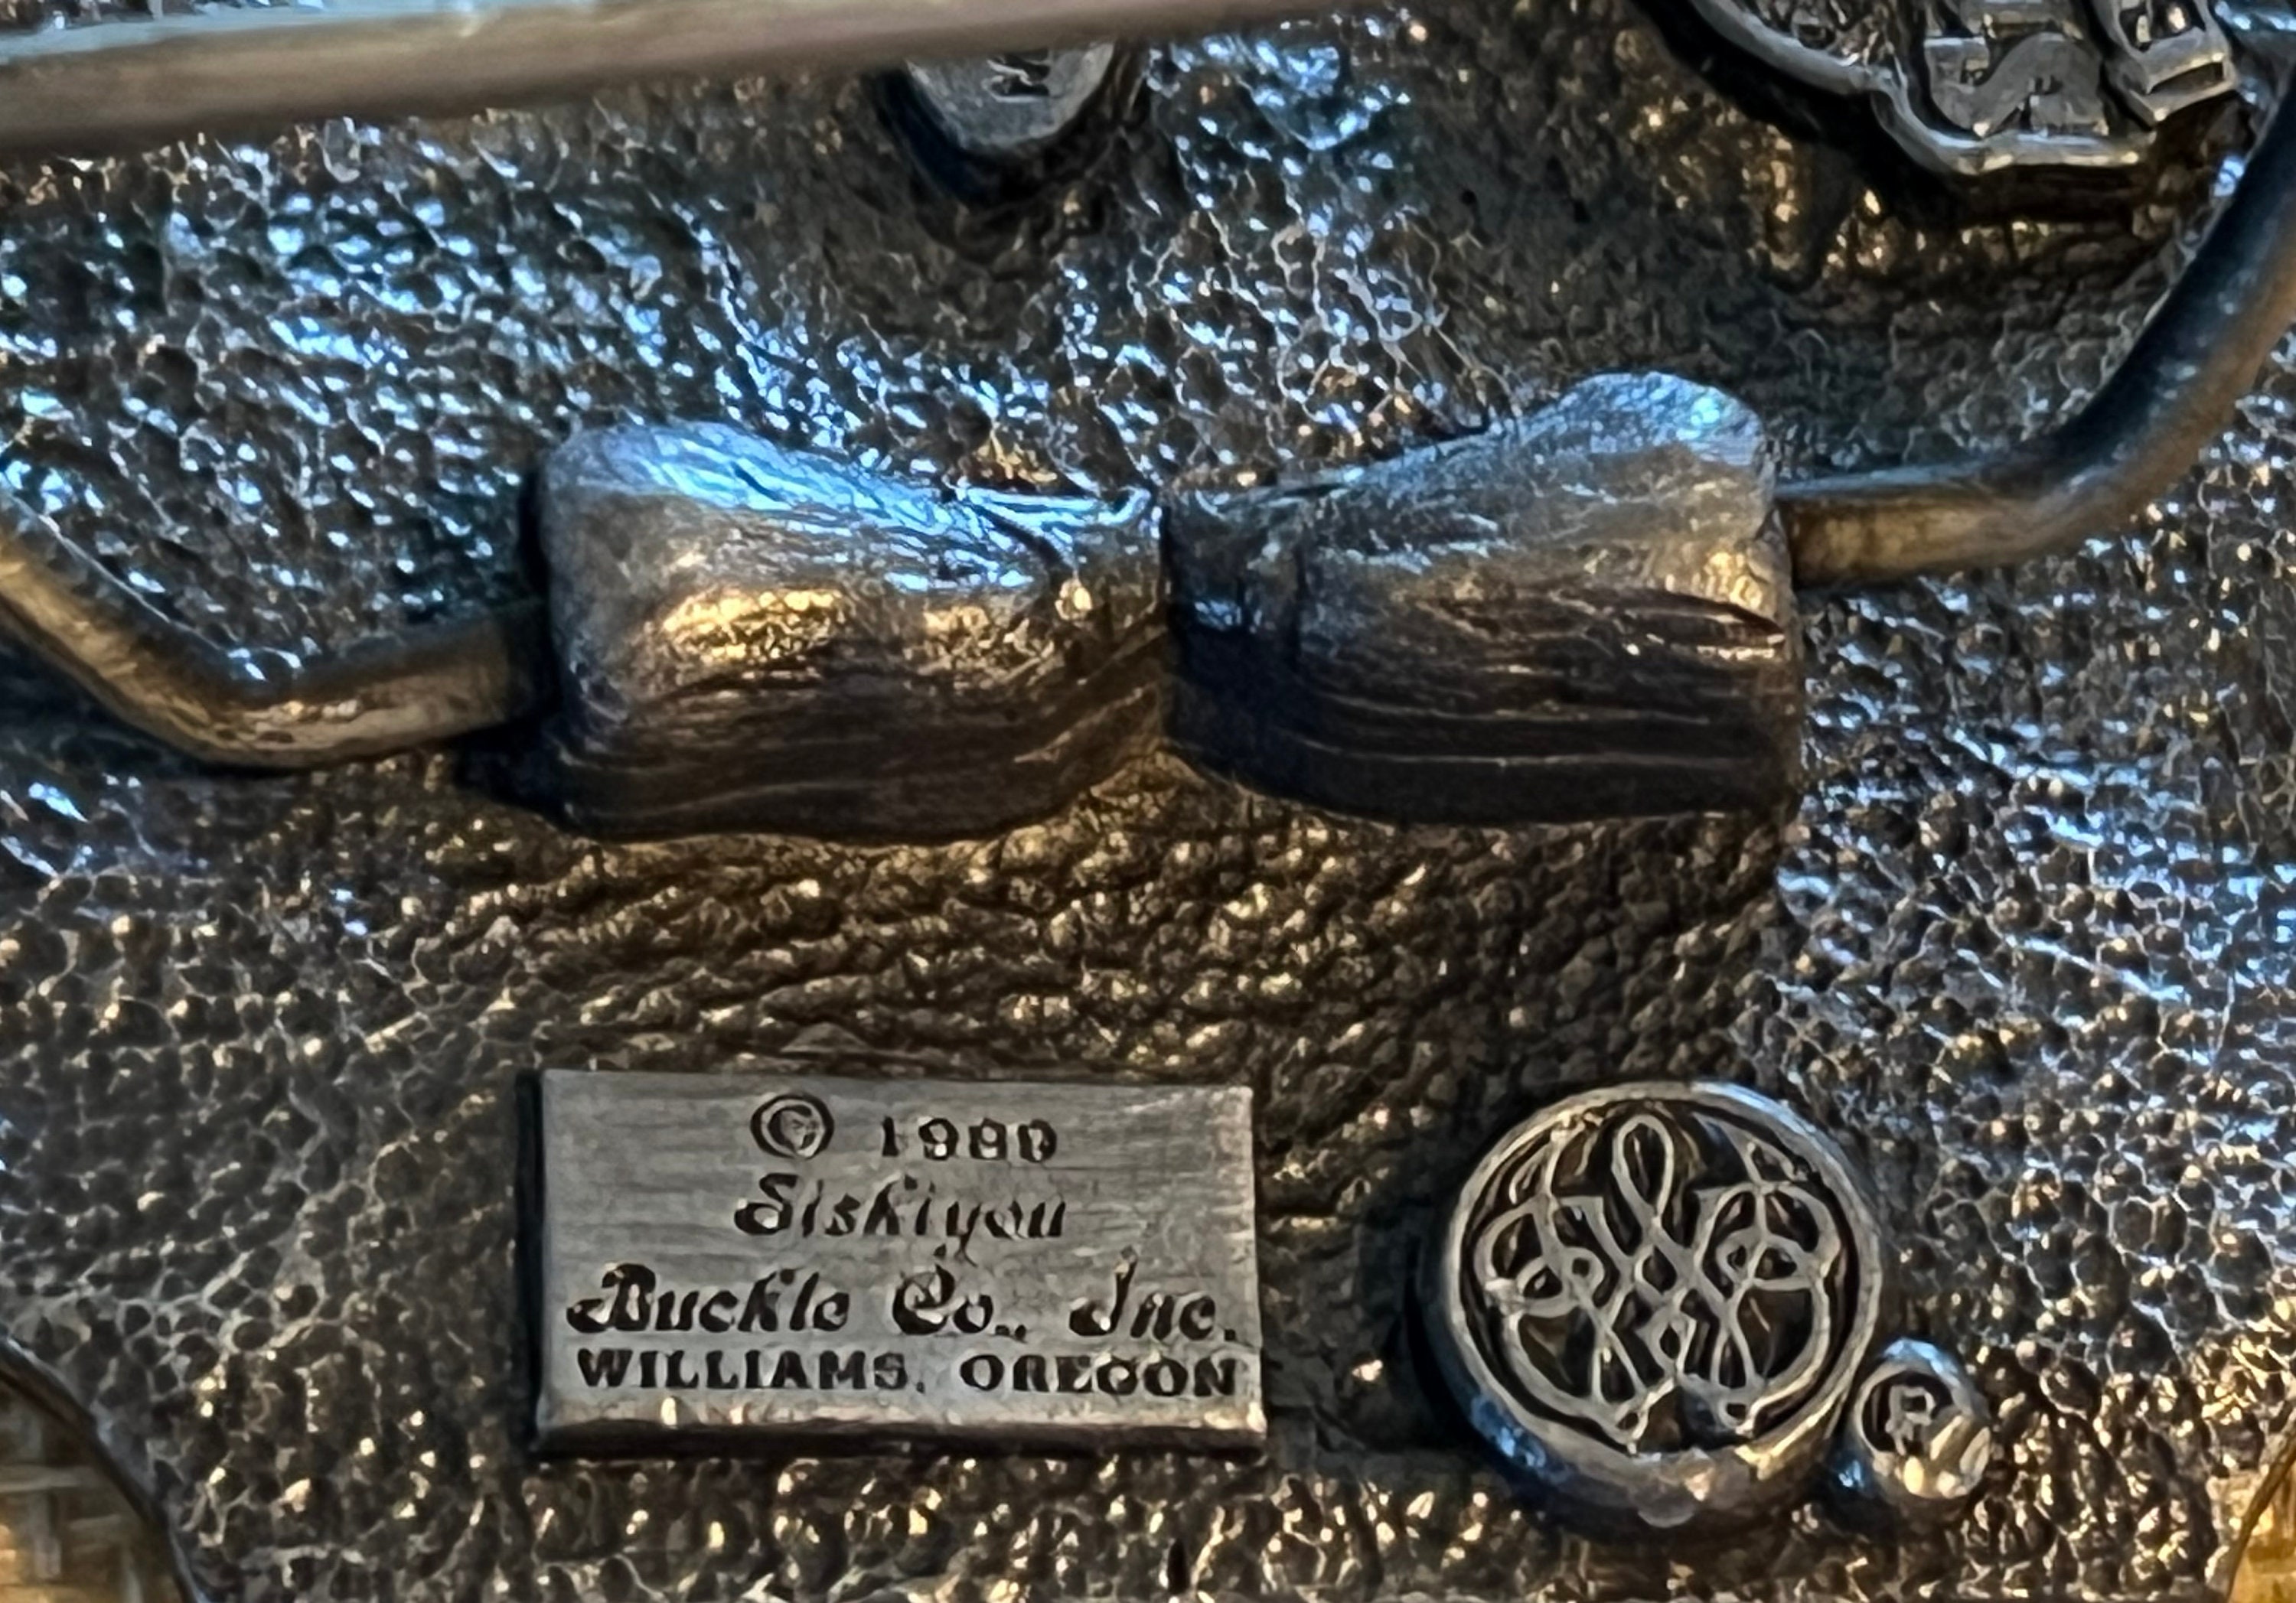 © 1980
Siskiyou
Buckle Co., Inc.
WILLIAMS, OREGON
R